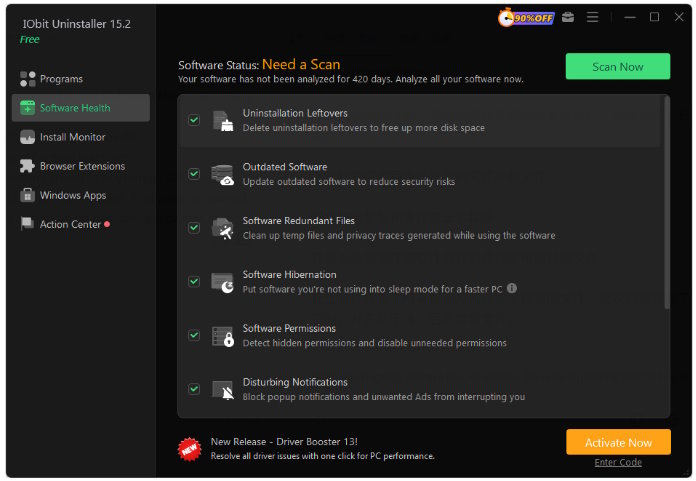 IObit Uninstaller 15.2
Free
90%OFF
Programs
Software Health
Install Monitor
Browser Extensions
Windows Apps
Action Center
Software Status: Need a Scan
Your software has not been analyzed for 420 days. Analyze all your software now.
Scan Now
Uninstallation Leftovers
Delete uninstallation leftovers to free up more disk space
Outdated Software
Update outdated software to reduce security risks
Software Redundant Files
Clean up temp files and privacy traces generated while using the software
Software Hibernation
Put software you're not using into sleep mode for a faster PC
Software Permissions
Detect hidden permissions and disable unneeded permissions
Disturbing Notifications
Block popup notifications and unwanted Ads from interrupting you
NEW
New Release - Driver Booster 13!
Resolve all driver issues with one click for PC performance.
Activate Now
Enter Code